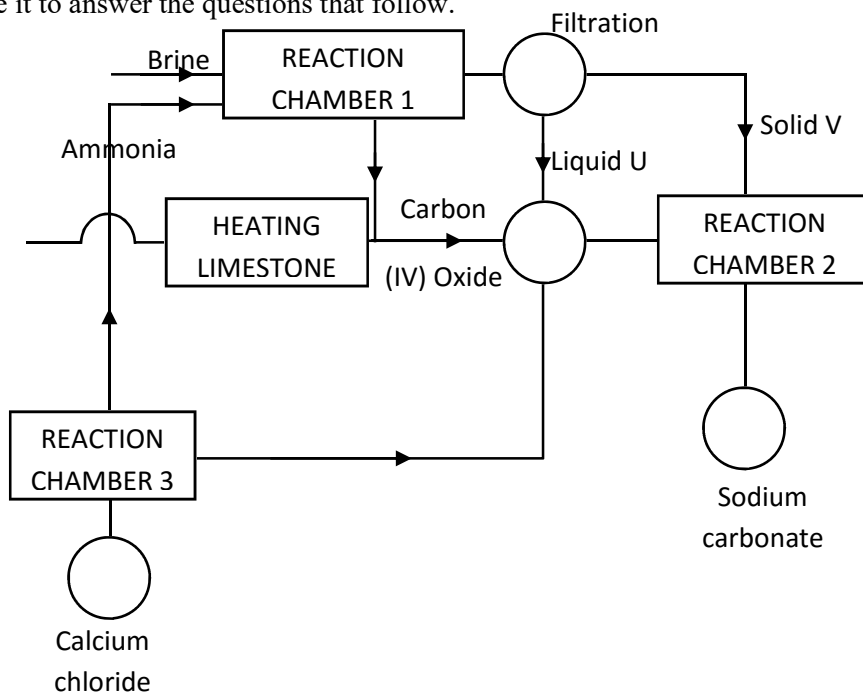 e it to answer the questions that follow.
Filtration
Brine
REACTION
CHAMBER 1
Ammonia
Solid V
Liquid U
Carbon
(IV) Oxide
HEATING
LIMESTONE
REACTION
CHAMBER 2
REACTION
CHAMBER 3
Sodium
carbonate
Calcium
chloride